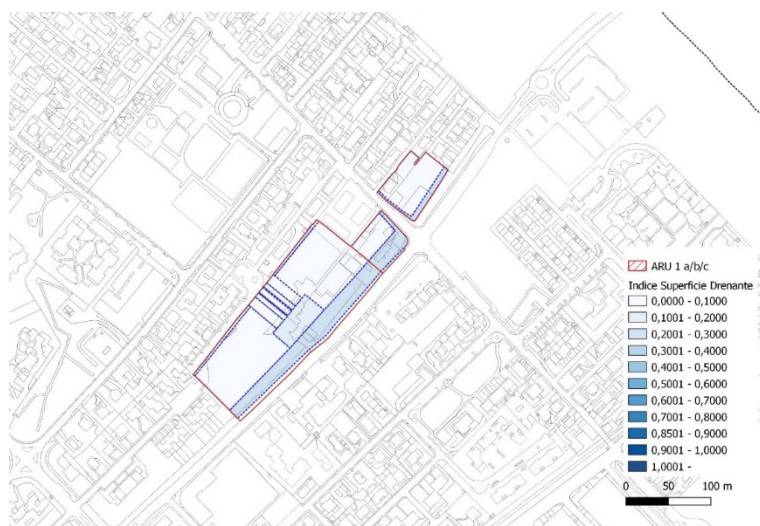 ARU 1 a/b/c
Indice Superficie Drenante
0,0000 - 0,1000
0,1001 - 0,2000
0,2001 - 0,3000
0,3001 - 0,4000
0,4001 - 0,5000
0,5001 - 0,6000
0,6001 - 0,7000
0,7001 - 0,8000
0,8501 - 0,9000
0,9001 - 1,0000
1,0001 -
0 50 100 m